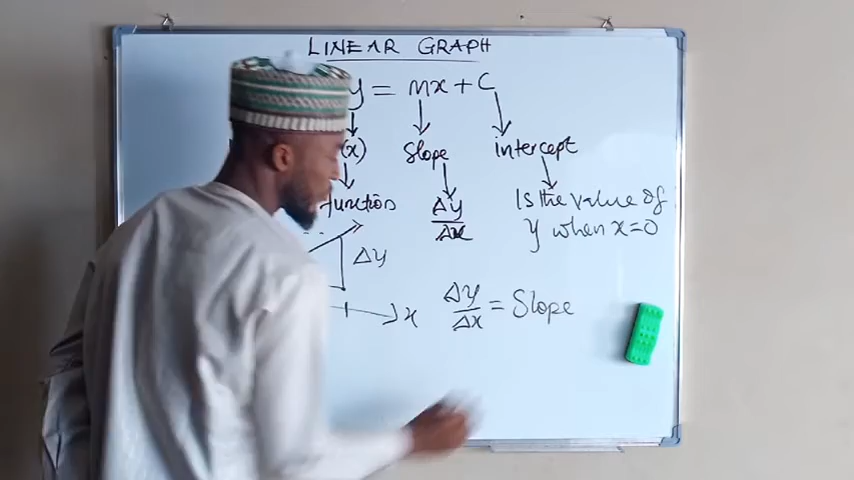 LINEAR GRAPH
y = mx + C
(x) Slope intercept
function Δy/Δx Is the value of
y when x=0
Δy
x Δy/Δx = Slope